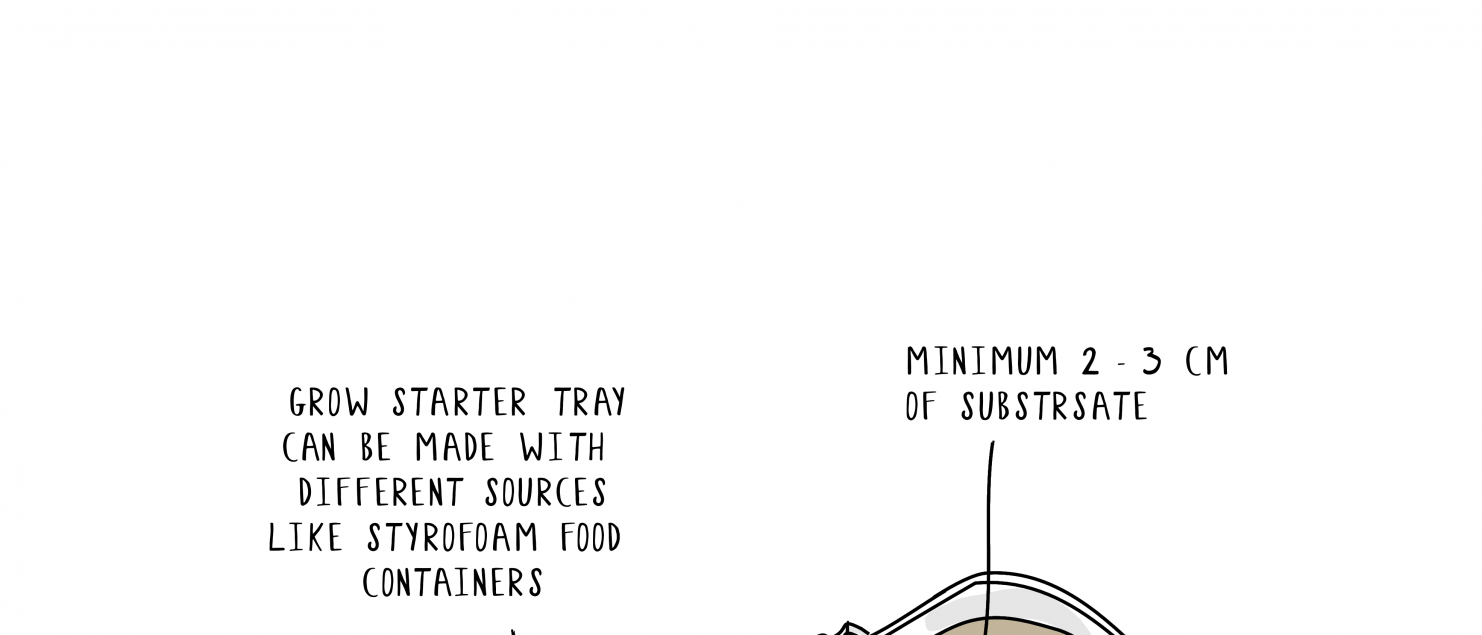 GROW STARTER TRAY
CAN BE MADE WITH
DIFFERENT SOURCES
LIKE STYROFOAM FOOD
CONTAINERS
MINIMUM 2 - 3 CM
OF SUBSTRSATE